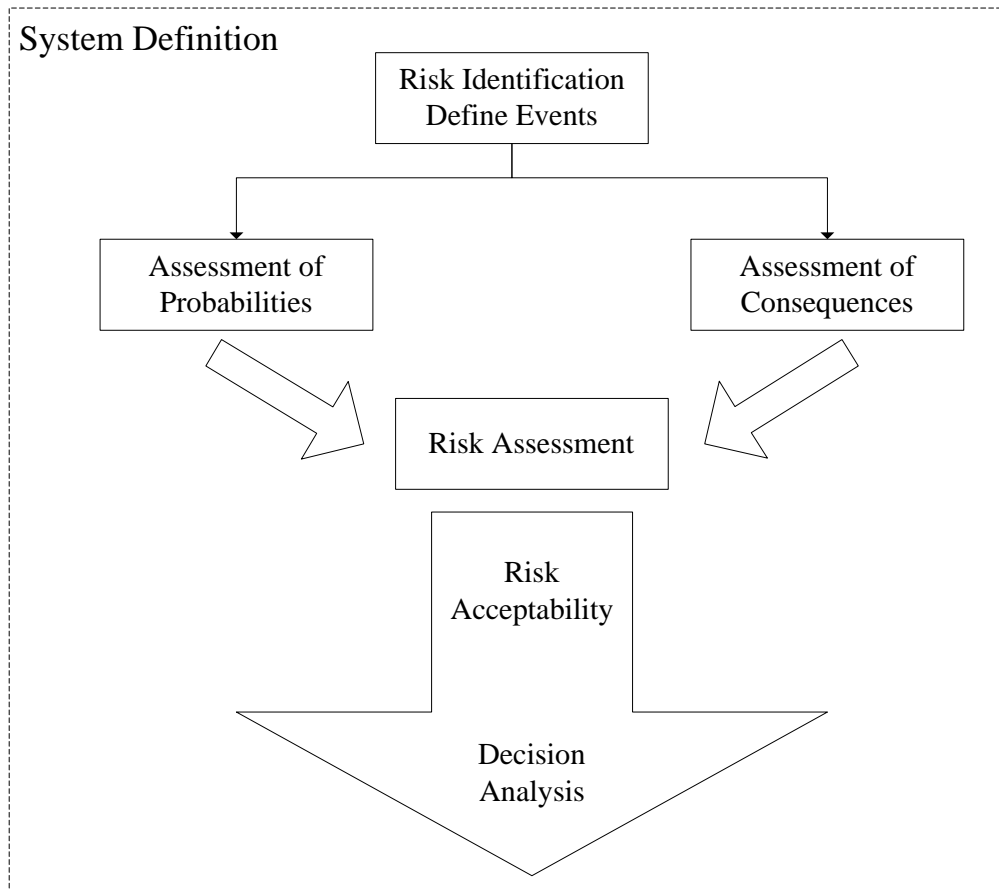 System Definition
Risk Identification
Define Events
Assessment of
Probabilities
Assessment of
Consequences
Risk Assessment
Risk
Acceptability
Decision
Analysis